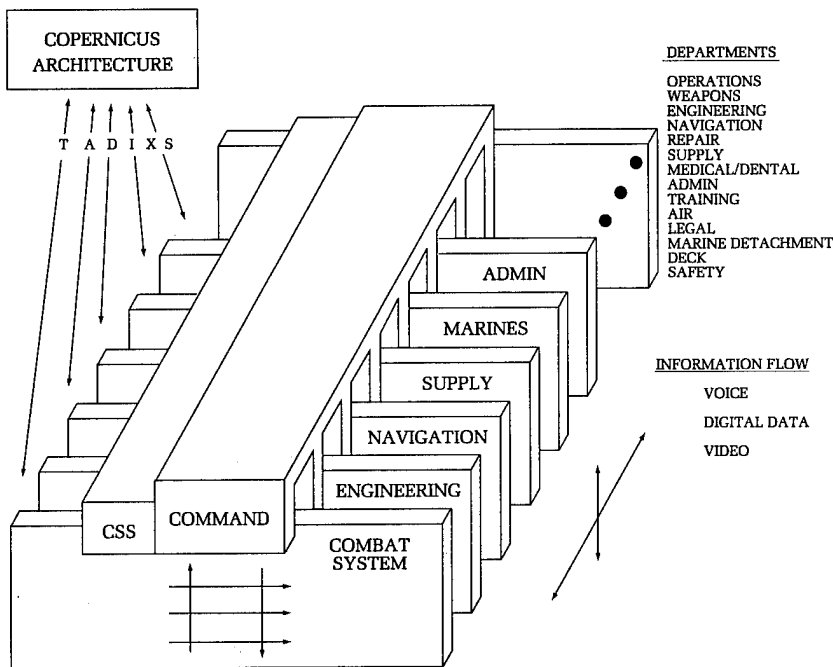 COPERNICUS
ARCHITECTURE
T A D I X S
DEPARTMENTS
OPERATIONS
WEAPONS
ENGINEERING
NAVIGATION
REPAIR
SUPPLY
MEDICAL/DENTAL
ADMIN
TRAINING
AIR
LEGAL
MARINE DETACHMENT
DECK
SAFETY
ADMIN
MARINES
SUPPLY
NAVIGATION
ENGINEERING
COMBAT
SYSTEM
CSS
COMMAND
INFORMATION FLOW
VOICE
DIGITAL DATA
VIDEO